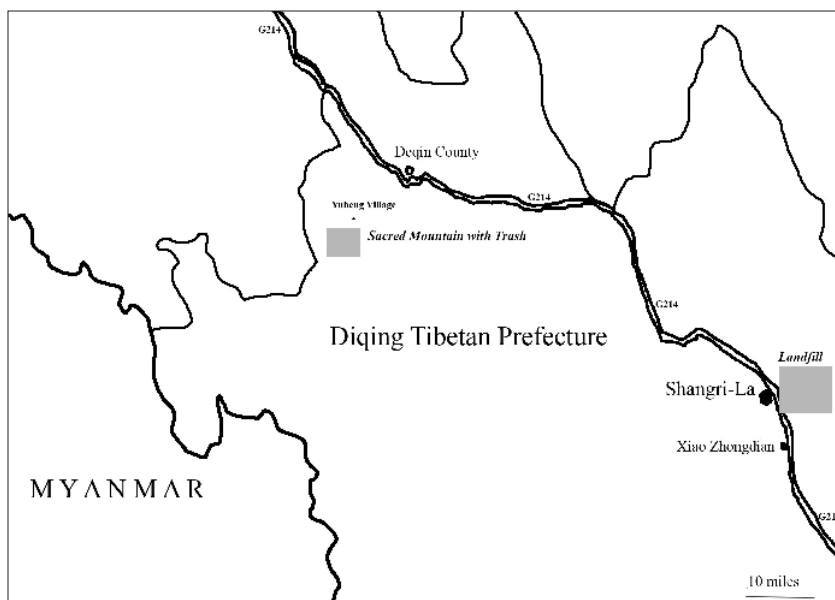 G214
Deqin County
G214
Yubeng Village
Sacred Mountain with Trash
G214
Diqing Tibetan Prefecture
Landfill
Shangri-La
Xiao Zhongdian
MYANMAR
G21
10 miles